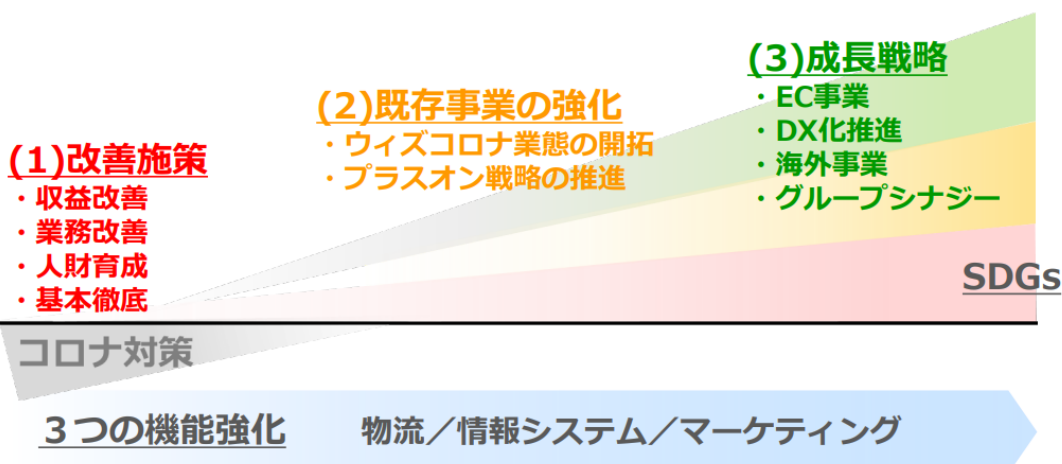 (1)改善施策
・収益改善
・業務改善
・人財育成
・基本徹底
(2)既存事業の強化
・ウィズコロナ業態の開拓
・プラスオン戦略の推進
(3)成長戦略
・EC事業
・DX化推進
・海外事業
・グループシナジー
SDGs
コロナ対策
３つの機能強化　物流／情報システム／マーケティング